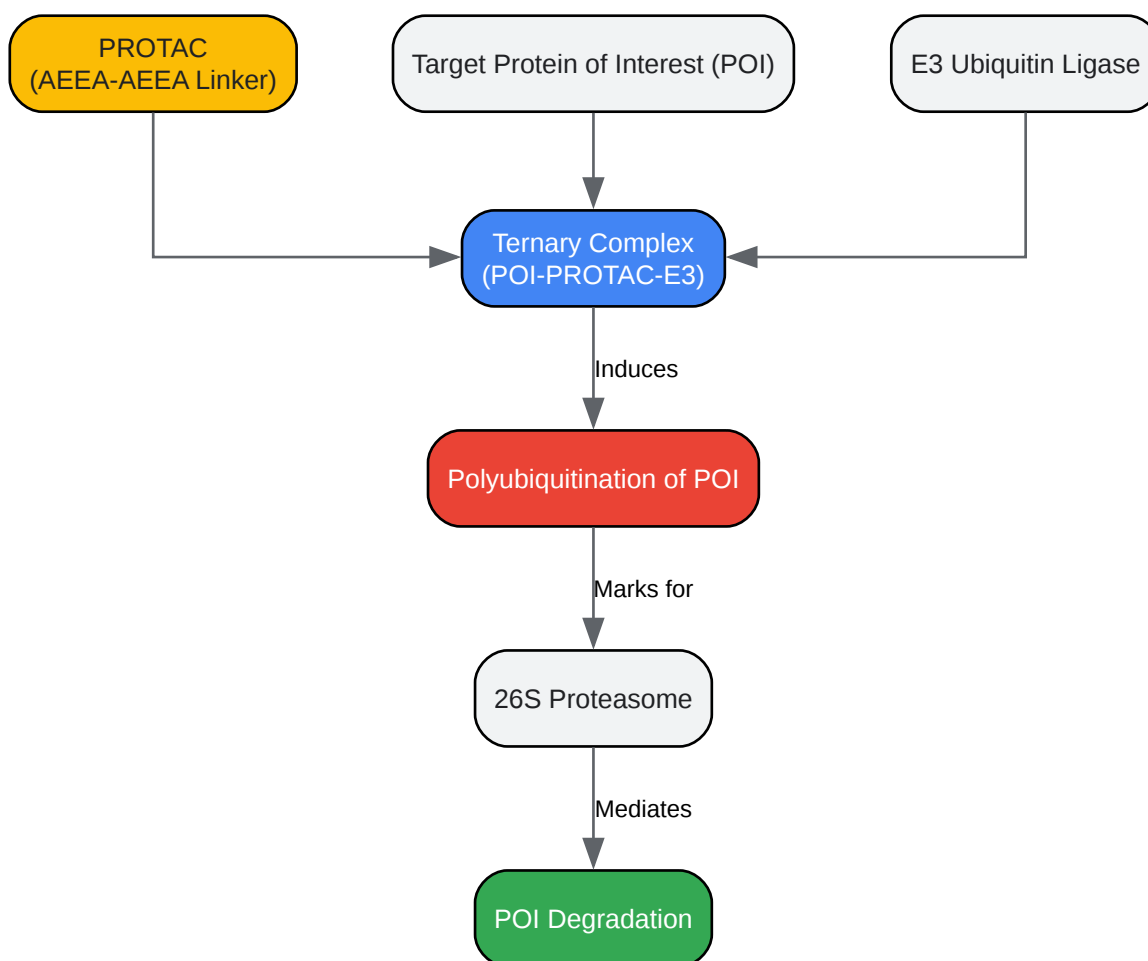 PROTAC
(AEEA-AEEA Linker)
Target Protein of Interest (POI)
E3 Ubiquitin Ligase
Ternary Complex
(POI-PROTAC-E3)
Induces
Polyubiquitination of POI
Marks for
26S Proteasome
Mediates
POI Degradation